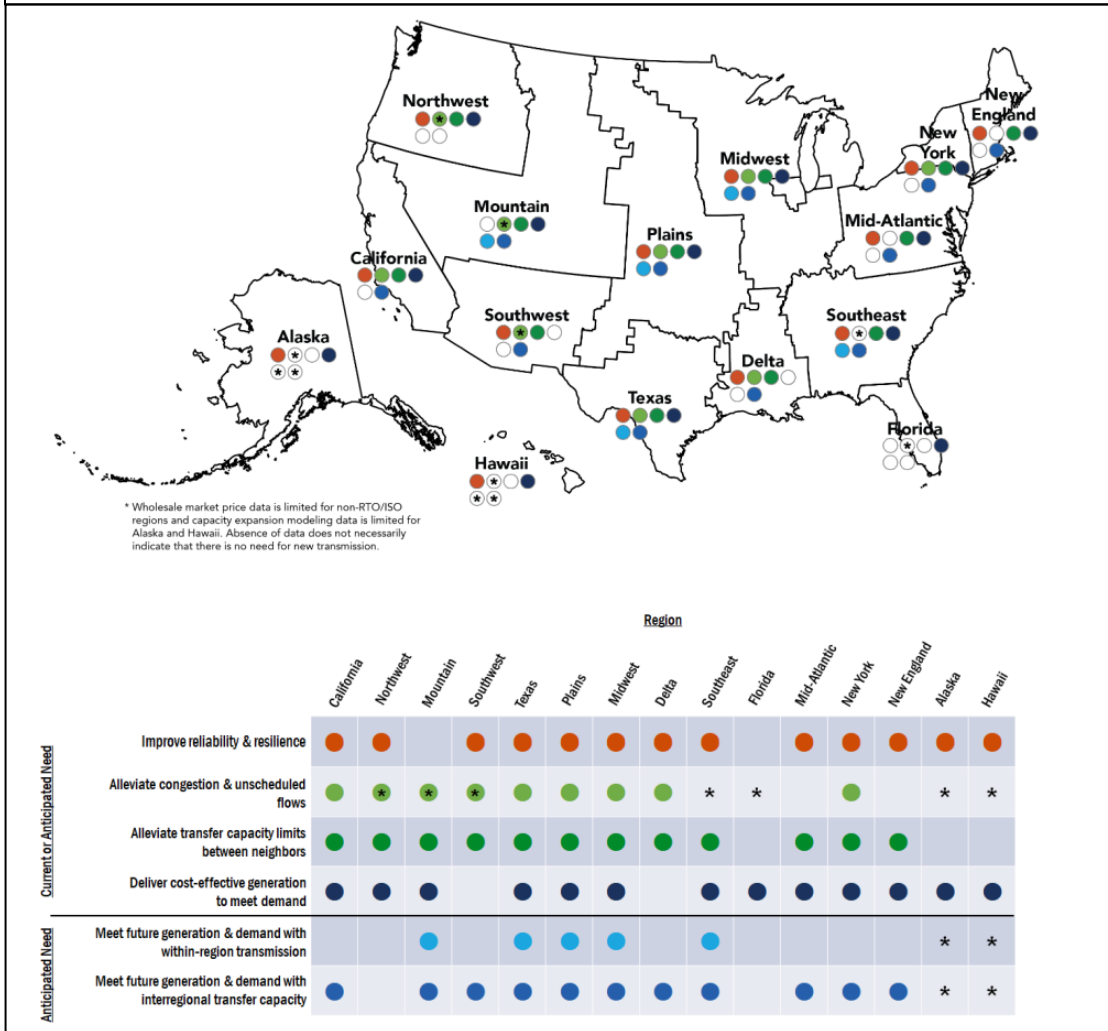 New
England
Northwest
New
York
Midwest
Mountain
Mid-Atlantic
Plains
California
Southwest
Southeast
Alaska
Delta
Texas
Florida
Hawaii
* Wholesale market price data is limited for non-RTO/ISO
regions and capacity expansion modeling data is limited for
Alaska and Hawaii. Absence of data does not necessarily
indicate that there is no need for new transmission.
Region
California
Northwest
Mountain
Southwest
Texas
Plains
Midwest
Delta
Southeast
Florida
Mid-Atlantic
New York
New England
Alaska
Hawaii
Current or Anticipated Need
Improve reliability & resilience
Alleviate congestion & unscheduled
flows
* * * * * * *
Alleviate transfer capacity limits
between neighbors
Deliver cost-effective generation
to meet demand
Anticipated Need
Meet future generation & demand with
within-region transmission
* *
Meet future generation & demand with
interregional transfer capacity
* *